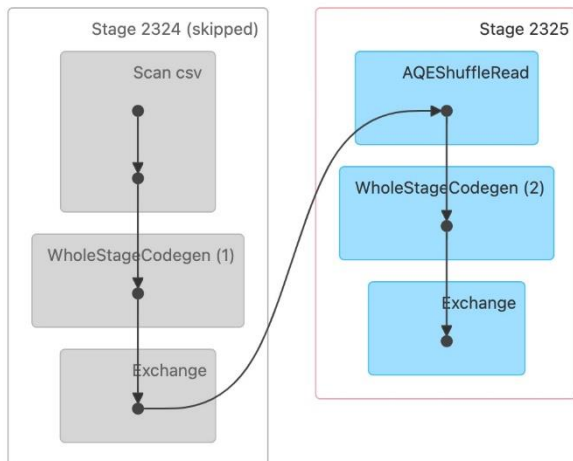 Stage 2324 (skipped)
Scan csv
WholeStageCodegen (1)
Exchange
Stage 2325
AQEShuffleRead
WholeStageCodegen (2)
Exchange